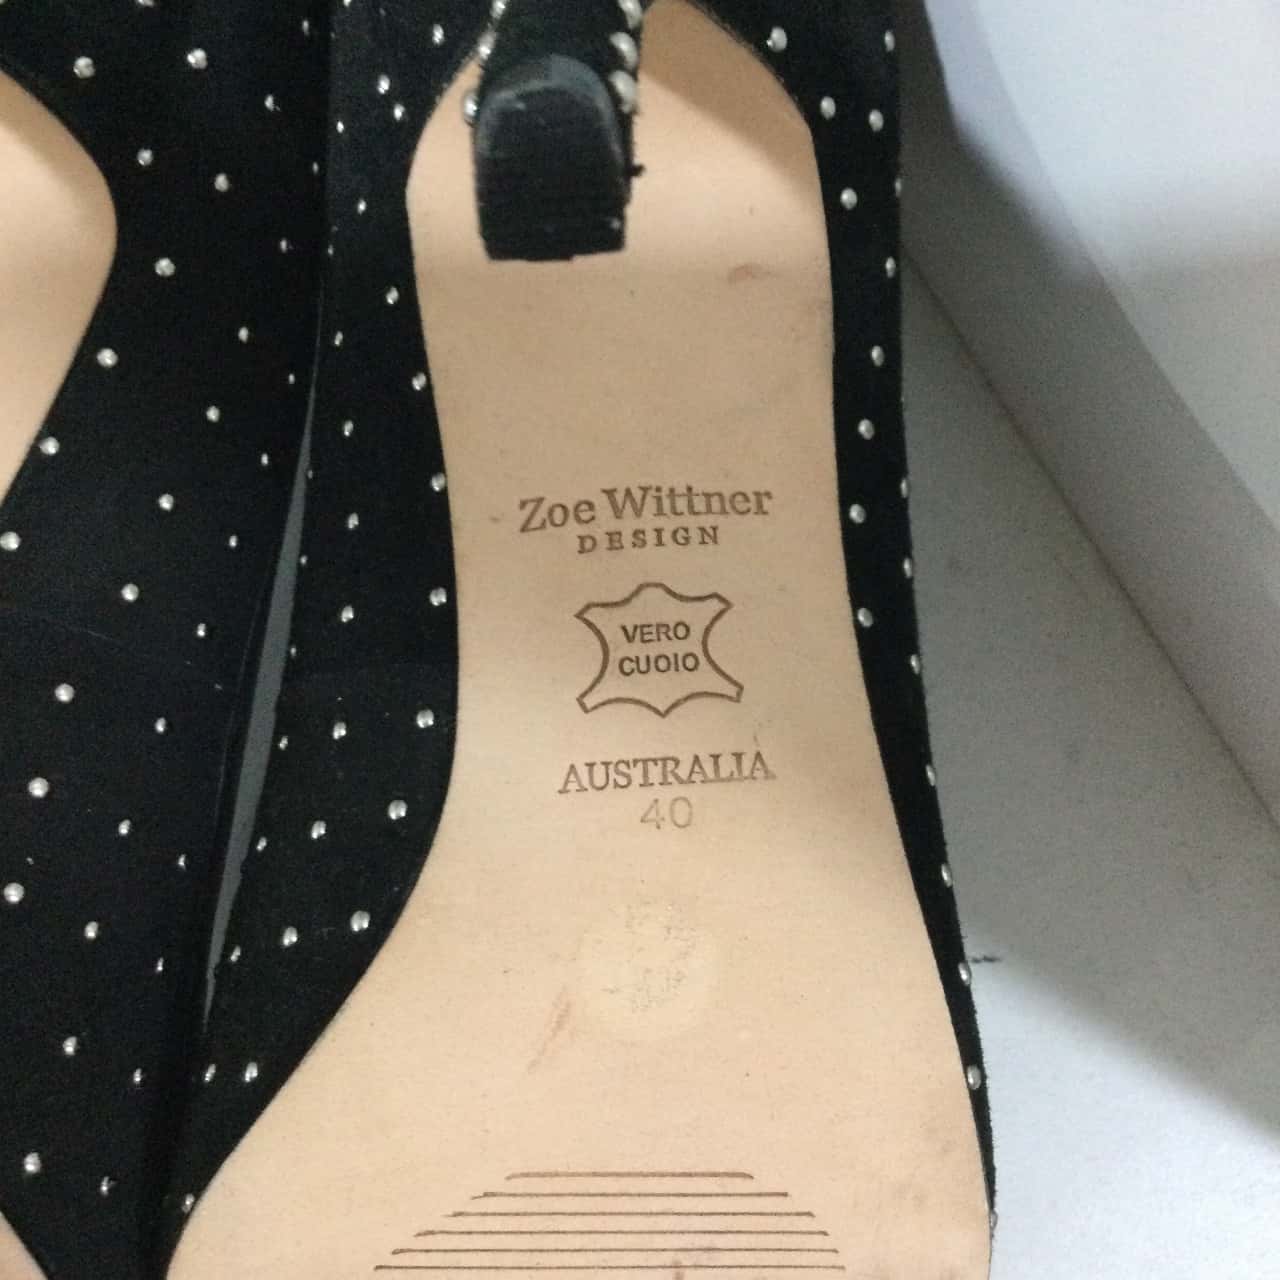 Zoe Wittner
DESIGN
VERO
CUOIO
AUSTRALIA
40